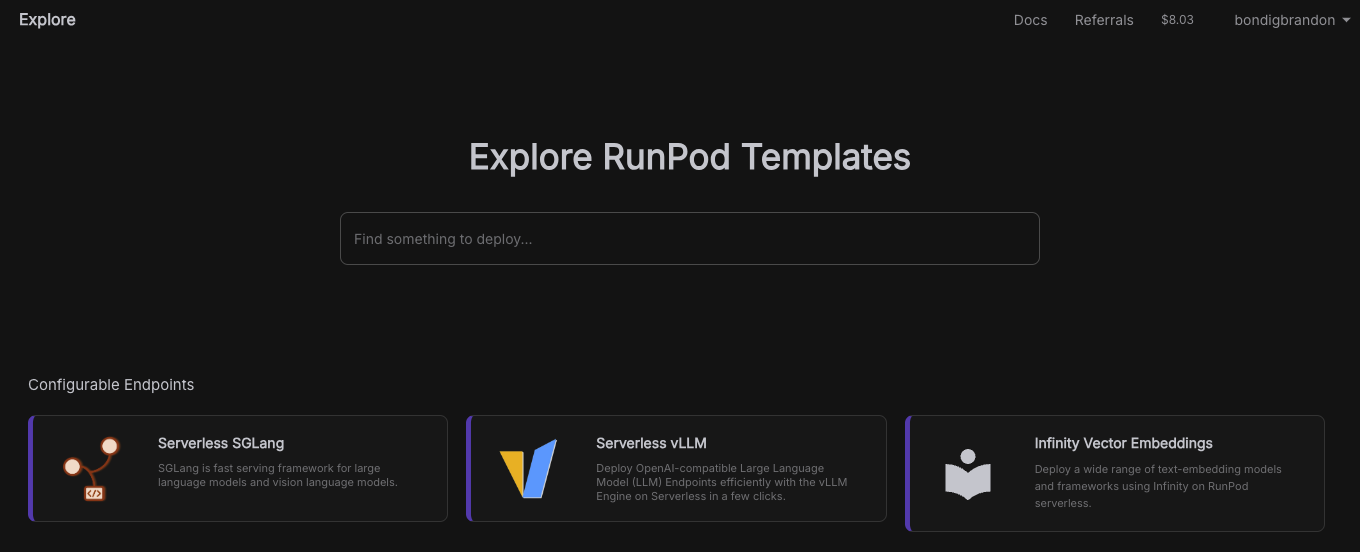 Explore
Docs
Referrals
$8.03
bondigbrandon
Explore RunPod Templates
Find something to deploy...
Configurable Endpoints
Serverless SGLang
SGLang is fast serving framework for large
language models and vision language models.
Serverless vLLM
Deploy OpenAI-compatible Large Language
Model (LLM) Endpoints efficiently with the vLLM
Engine on Serverless in a few clicks.
Infinity Vector Embeddings
Deploy a wide range of text-embedding models
and frameworks using Infinity on RunPod
serverless.